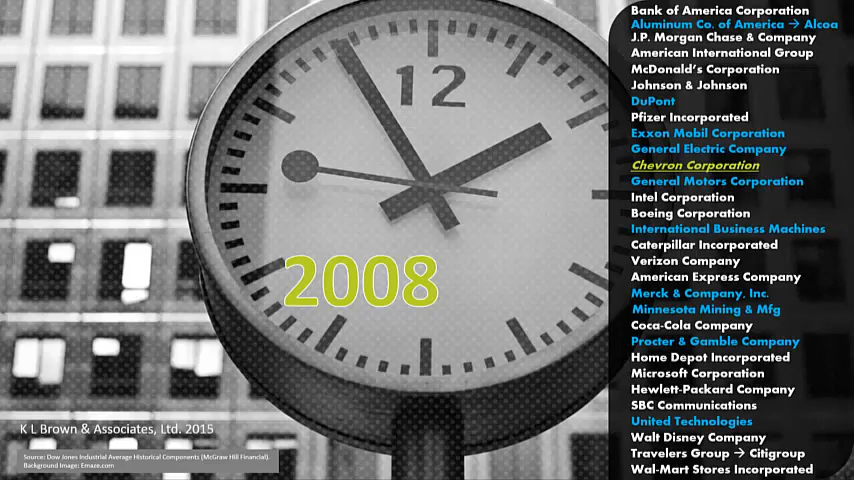 12
2008
K L Brown & Associates, Ltd. 2015
Source: Dow Jones Industrial Average Historical Components (McGraw Hill Financial).
Background Image: Emaze.com
Bank of America Corporation
Aluminum Co. of America → Alcoa
J.P. Morgan Chase & Company
American International Group
McDonald's Corporation
Johnson & Johnson
DuPont
Pfizer Incorporated
Exxon Mobil Corporation
General Electric Company
Chevron Corporation
General Motors Corporation
Intel Corporation
Boeing Corporation
International Business Machines
Caterpillar Incorporated
Verizon Company
American Express Company
Merck & Company, Inc.
Minnesota Mining & Mfg
Coca-Cola Company
Procter & Gamble Company
Home Depot Incorporated
Microsoft Corporation
Hewlett-Packard Company
SBC Communications
United Technologies
Walt Disney Company
Travelers Group → Citigroup
Wal-Mart Stores Incorporated